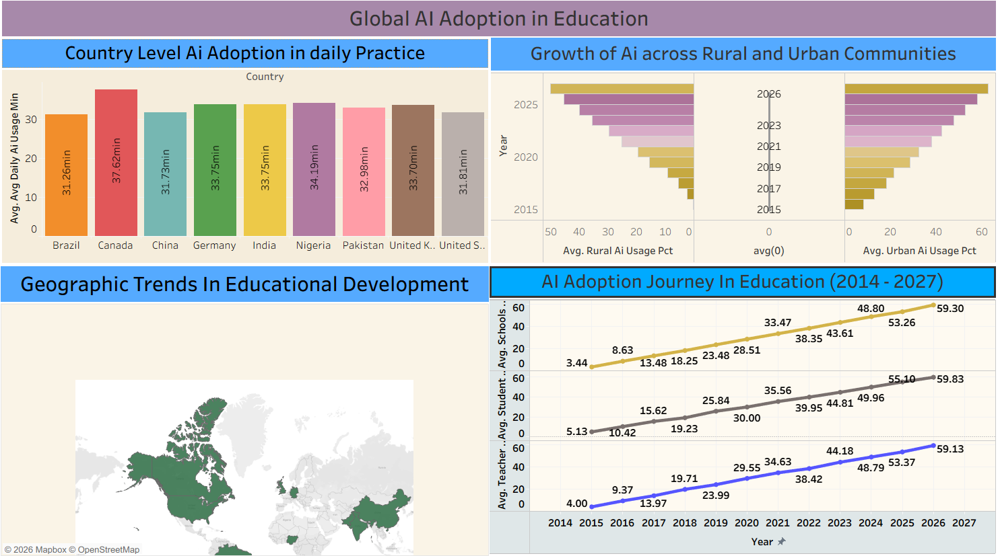 Global AI Adoption in Education
Country Level Ai Adoption in daily Practice
Country
Avg. Avg Daily Ai Usage Min
30
20
10
0
31.26min
37.62min
31.73min
33.75min
33.75min
34.19min
32.98min
33.70min
31.81min
Brazil
Canada
China
Germany
India
Nigeria
Pakistan
United K..
United S..
Growth of Ai across Rural and Urban Communities
Year
2025
2020
2015
2026
2023
2021
2019
2017
2015
50 40 30 20 10 0
0
0 20 40 60
Avg. Rural Ai Usage Pct
avg(0)
Avg. Urban Ai Usage Pct
Geographic Trends In Educational Development
© 2026 Mapbox © OpenStreetMap
AI Adoption Journey In Education (2014 - 2027)
Avg. Schools ..
60
40
20
0
3.44
8.63
13.48
18.25
23.48
28.51
33.47
38.35
43.61
48.80
53.26
59.30
Avg. Student ..
60
40
20
0
5.13
10.42
15.62
19.23
25.84
30.00
35.56
39.95
44.81
49.96
55.10
59.83
Avg. Teacher ..
60
40
20
0
4.00
9.37
13.97
19.71
23.99
29.55
34.63
38.42
44.18
48.79
53.37
59.13
2014 2015 2016 2017 2018 2019 2020 2021 2022 2023 2024 2025 2026 2027
Year